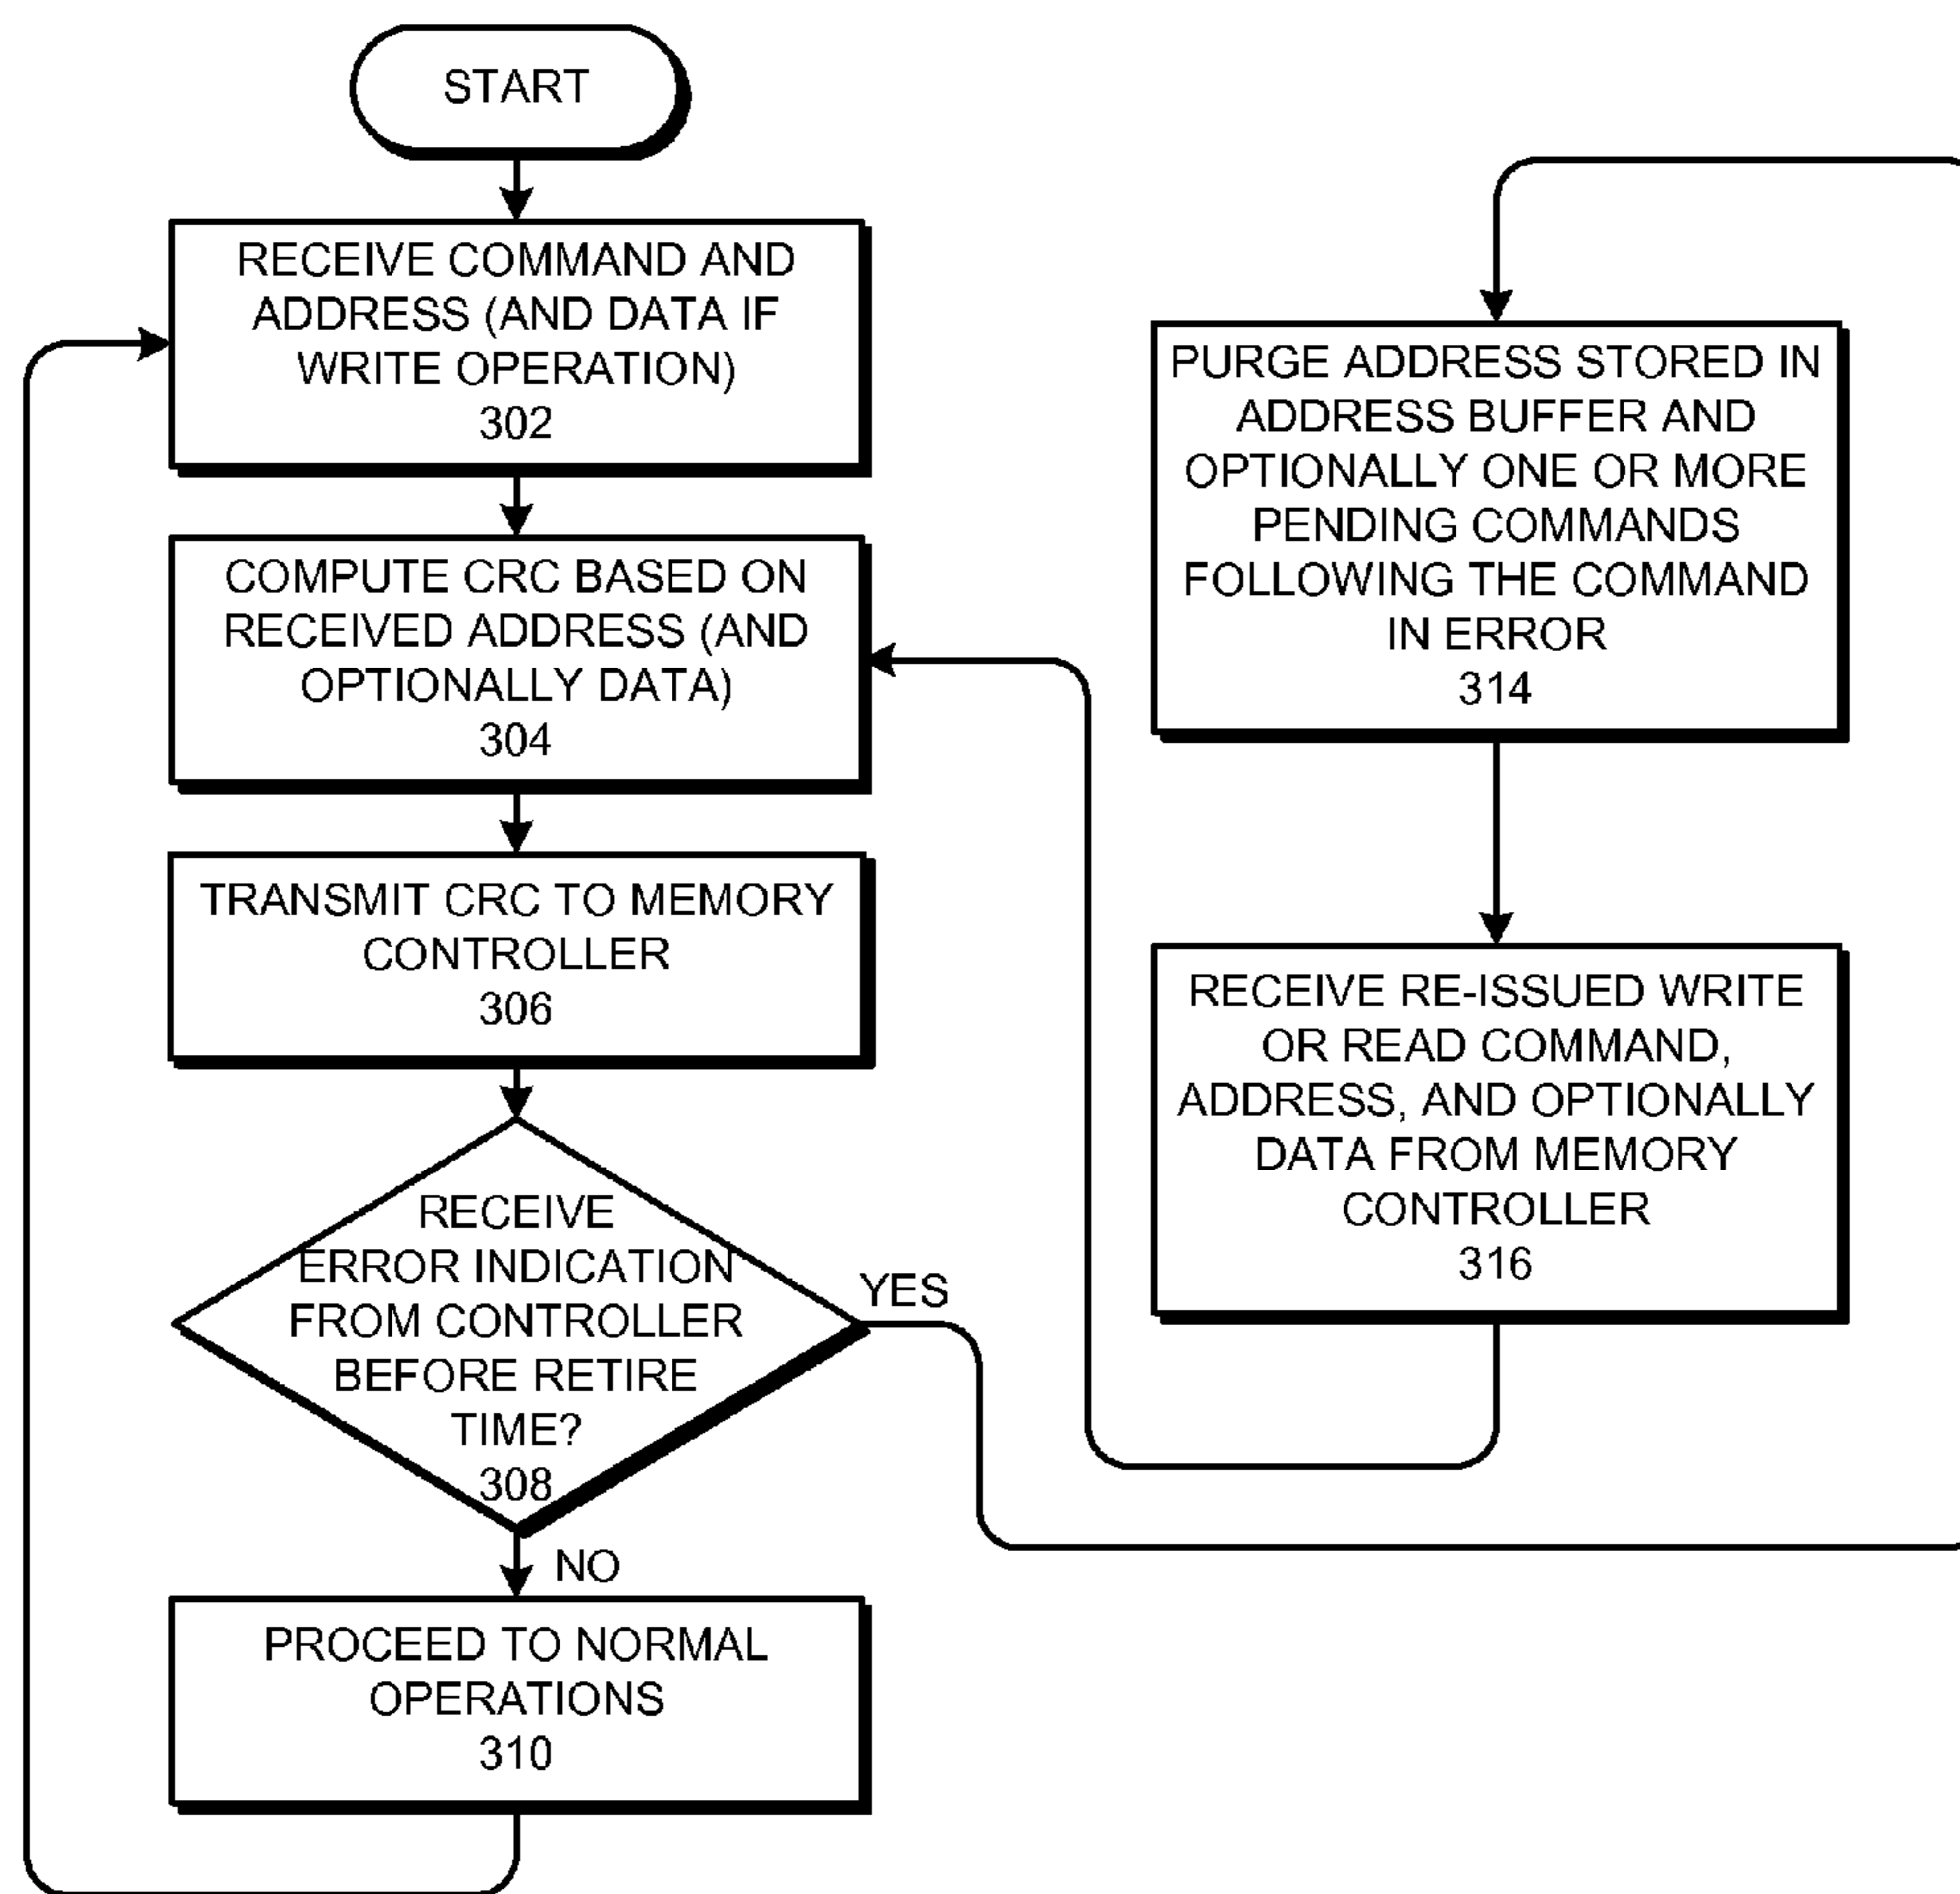 START
RECEIVE COMMAND AND
ADDRESS (AND DATA IF
WRITE OPERATION)
302
COMPUTE CRC BASED ON
RECEIVED ADDRESS (AND
OPTIONALLY DATA)
304
TRANSMIT CRC TO MEMORY
CONTROLLER
306
RECEIVE
ERROR INDICATION
FROM CONTROLLER
BEFORE RETIRE
TIME?
308
YES
NO
PROCEED TO NORMAL
OPERATIONS
310
PURGE ADDRESS STORED IN
ADDRESS BUFFER AND
OPTIONALLY ONE OR MORE
PENDING COMMANDS
FOLLOWING THE COMMAND
IN ERROR
314
RECEIVE RE-ISSUED WRITE
OR READ COMMAND,
ADDRESS, AND OPTIONALLY
DATA FROM MEMORY
CONTROLLER
316